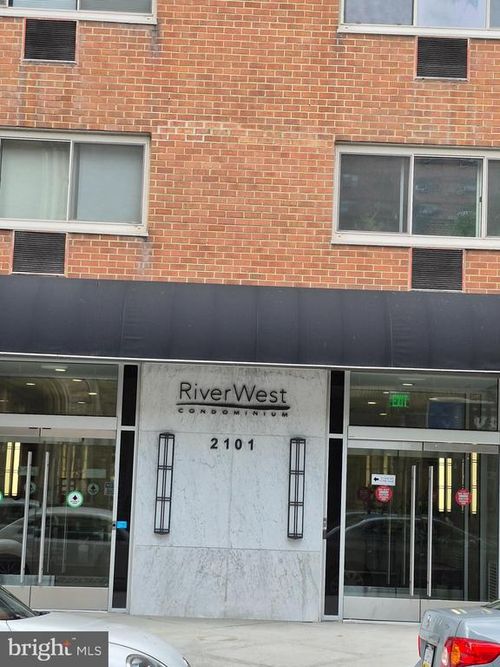 RiverWest
CONDOMINIUM
2101
EXIT
bright MLS